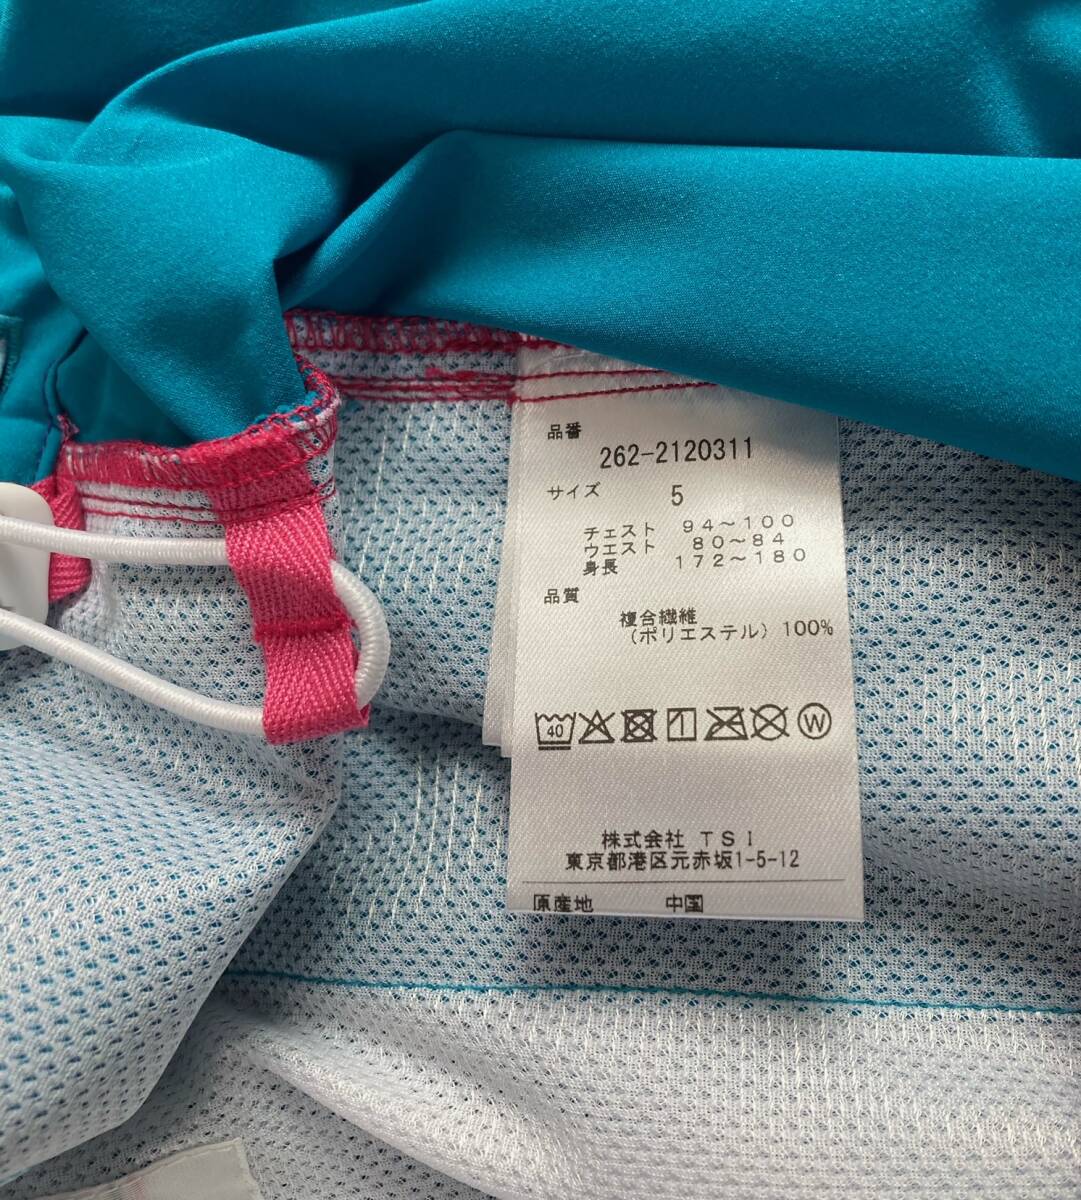 品番
262-2120311
サイズ 5
チェスト 94～100
ウエスト 80～84
身長 172～180
品質
複合繊維
（ポリエステル）100%
40 W
株式会社 TSI
東京都港区元赤坂1-5-12
原産地 中国